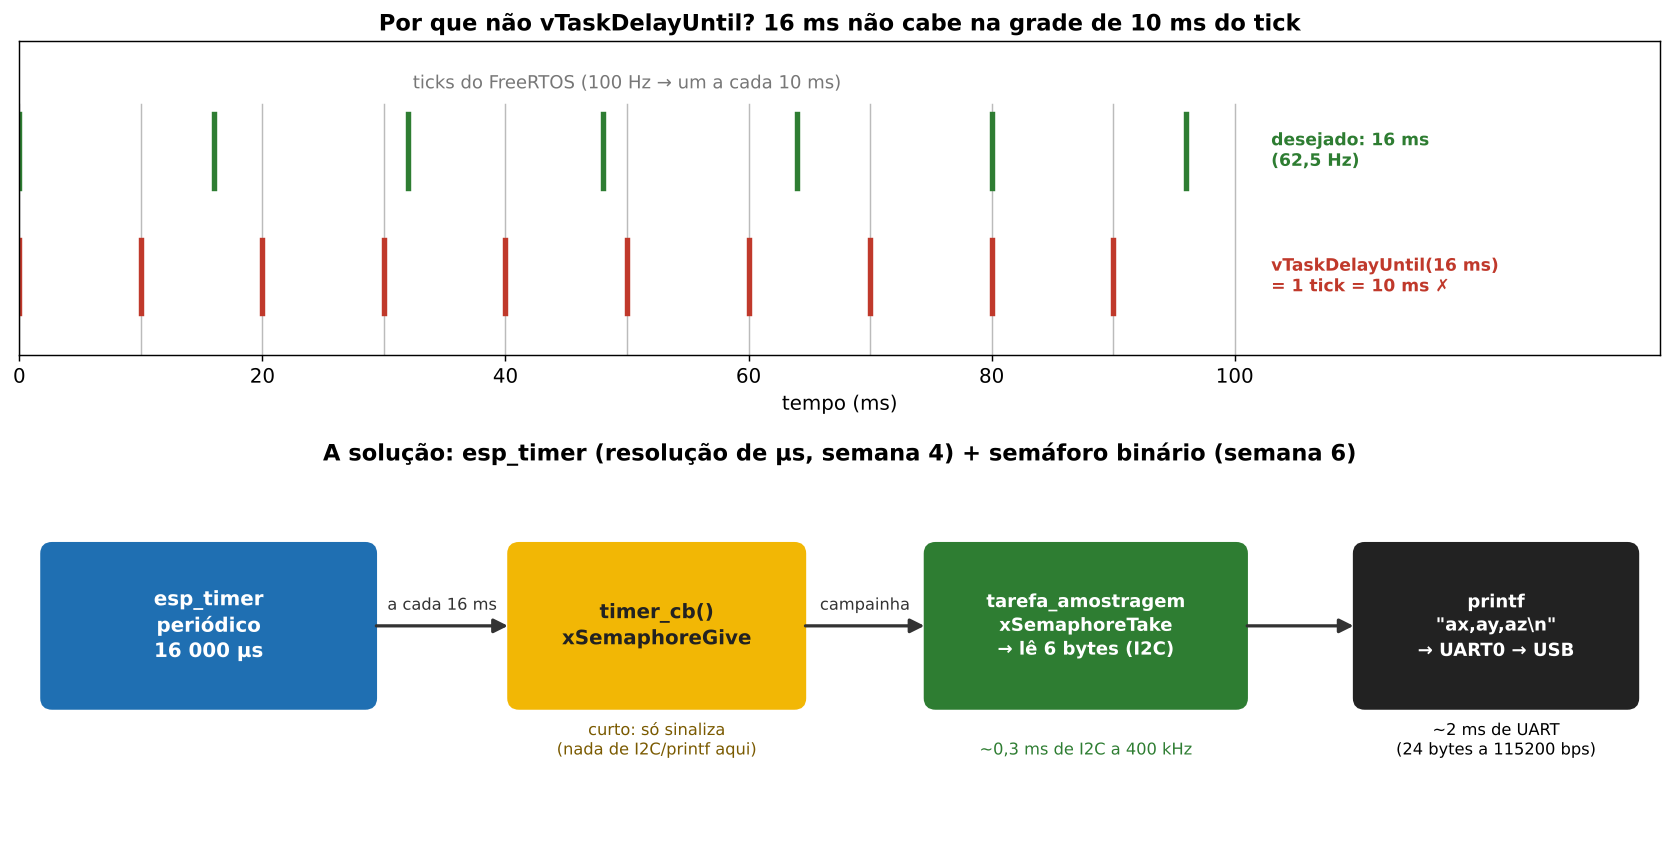 Por que não vTaskDelayUntil? 16 ms não cabe na grade de 10 ms do tick
ticks do FreeRTOS (100 Hz → um a cada 10 ms)
desejado: 16 ms
(62,5 Hz)
vTaskDelayUntil(16 ms)
= 1 tick = 10 ms ✗
0 20 40 60 80 100
tempo (ms)
A solução: esp_timer (resolução de µs, semana 4) + semáforo binário (semana 6)
esp_timer
periódico
16 000 µs
a cada 16 ms
timer_cb()
xSemaphoreGive
curto: só sinaliza
(nada de I2C/printf aqui)
campainha
tarefa_amostragem
xSemaphoreTake
→ lê 6 bytes (I2C)
~0,3 ms de I2C a 400 kHz
printf
"ax,ay,az\n"
→ UART0 → USB
~2 ms de UART
(24 bytes a 115200 bps)